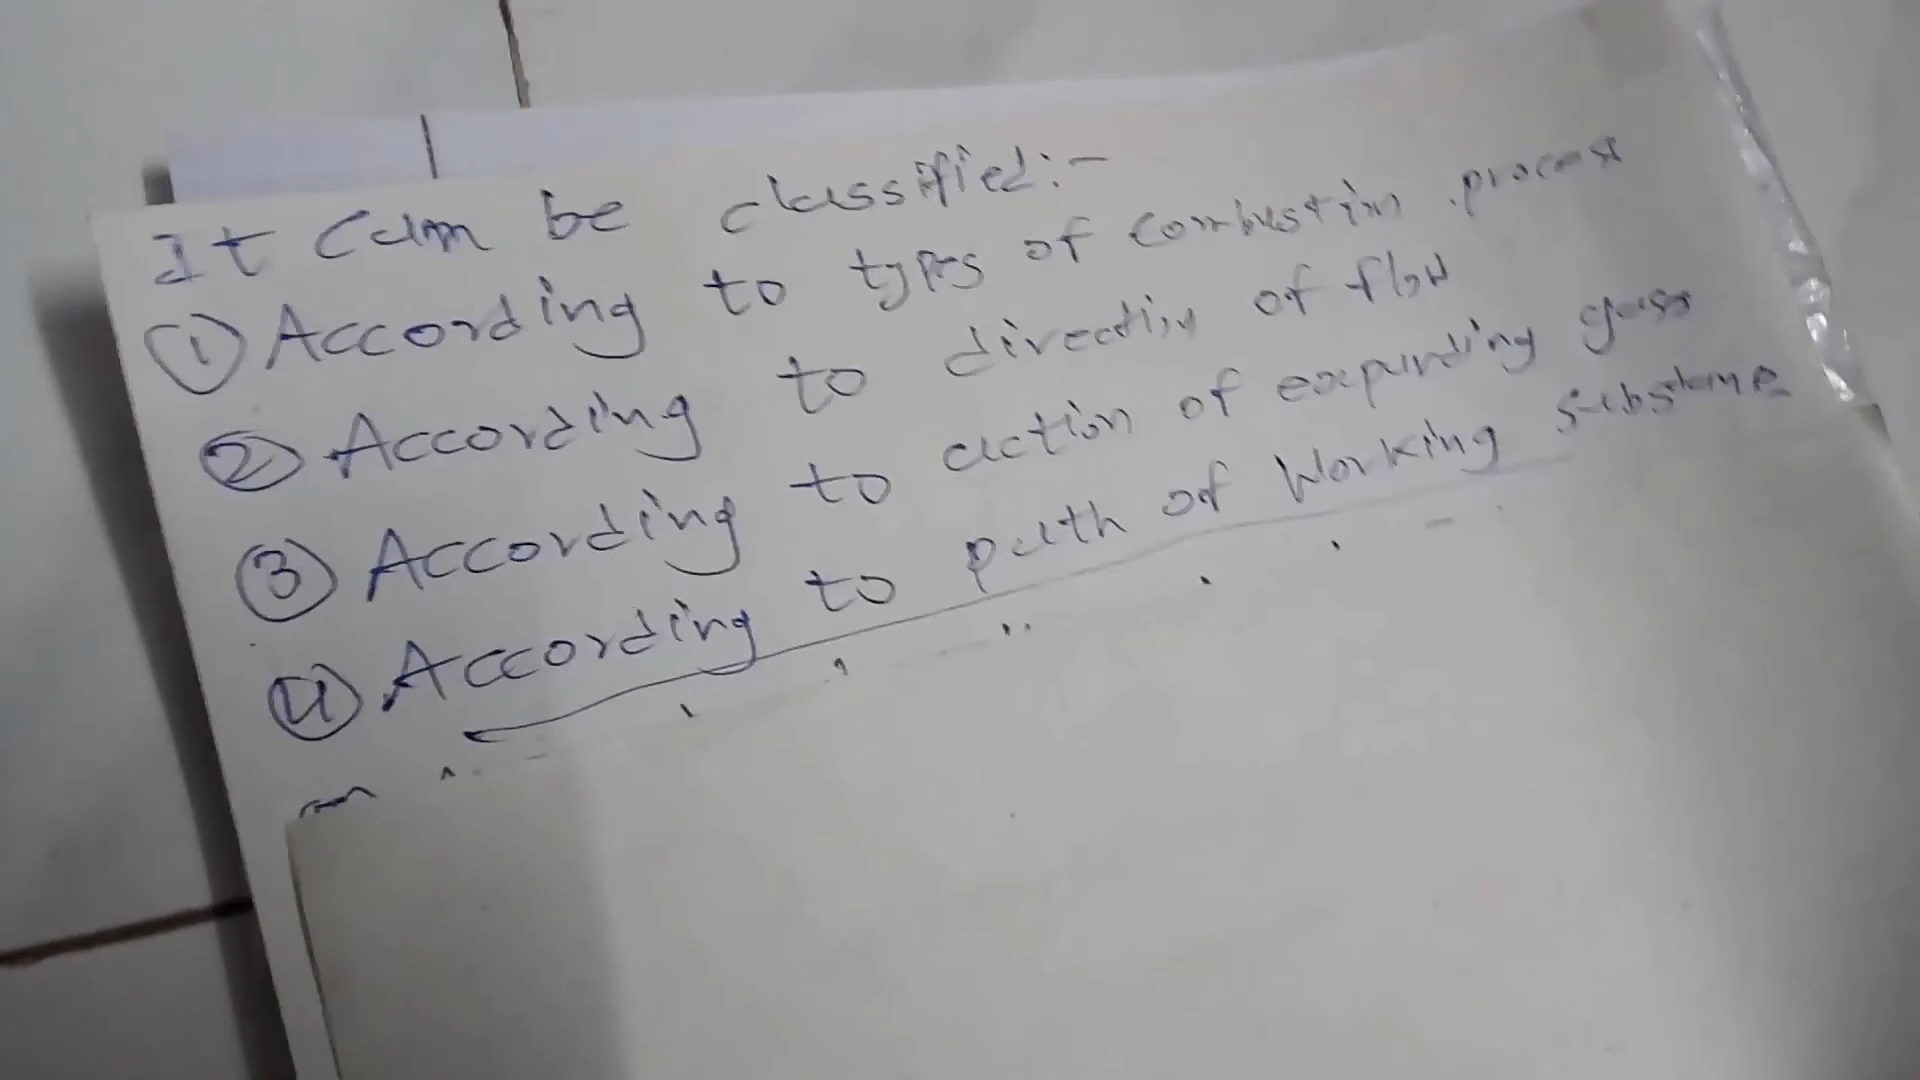 It can be classified:-
① According to types of combustion process
② According to direction of flow
③ According to action of expanding gass
④ According to path of working substance